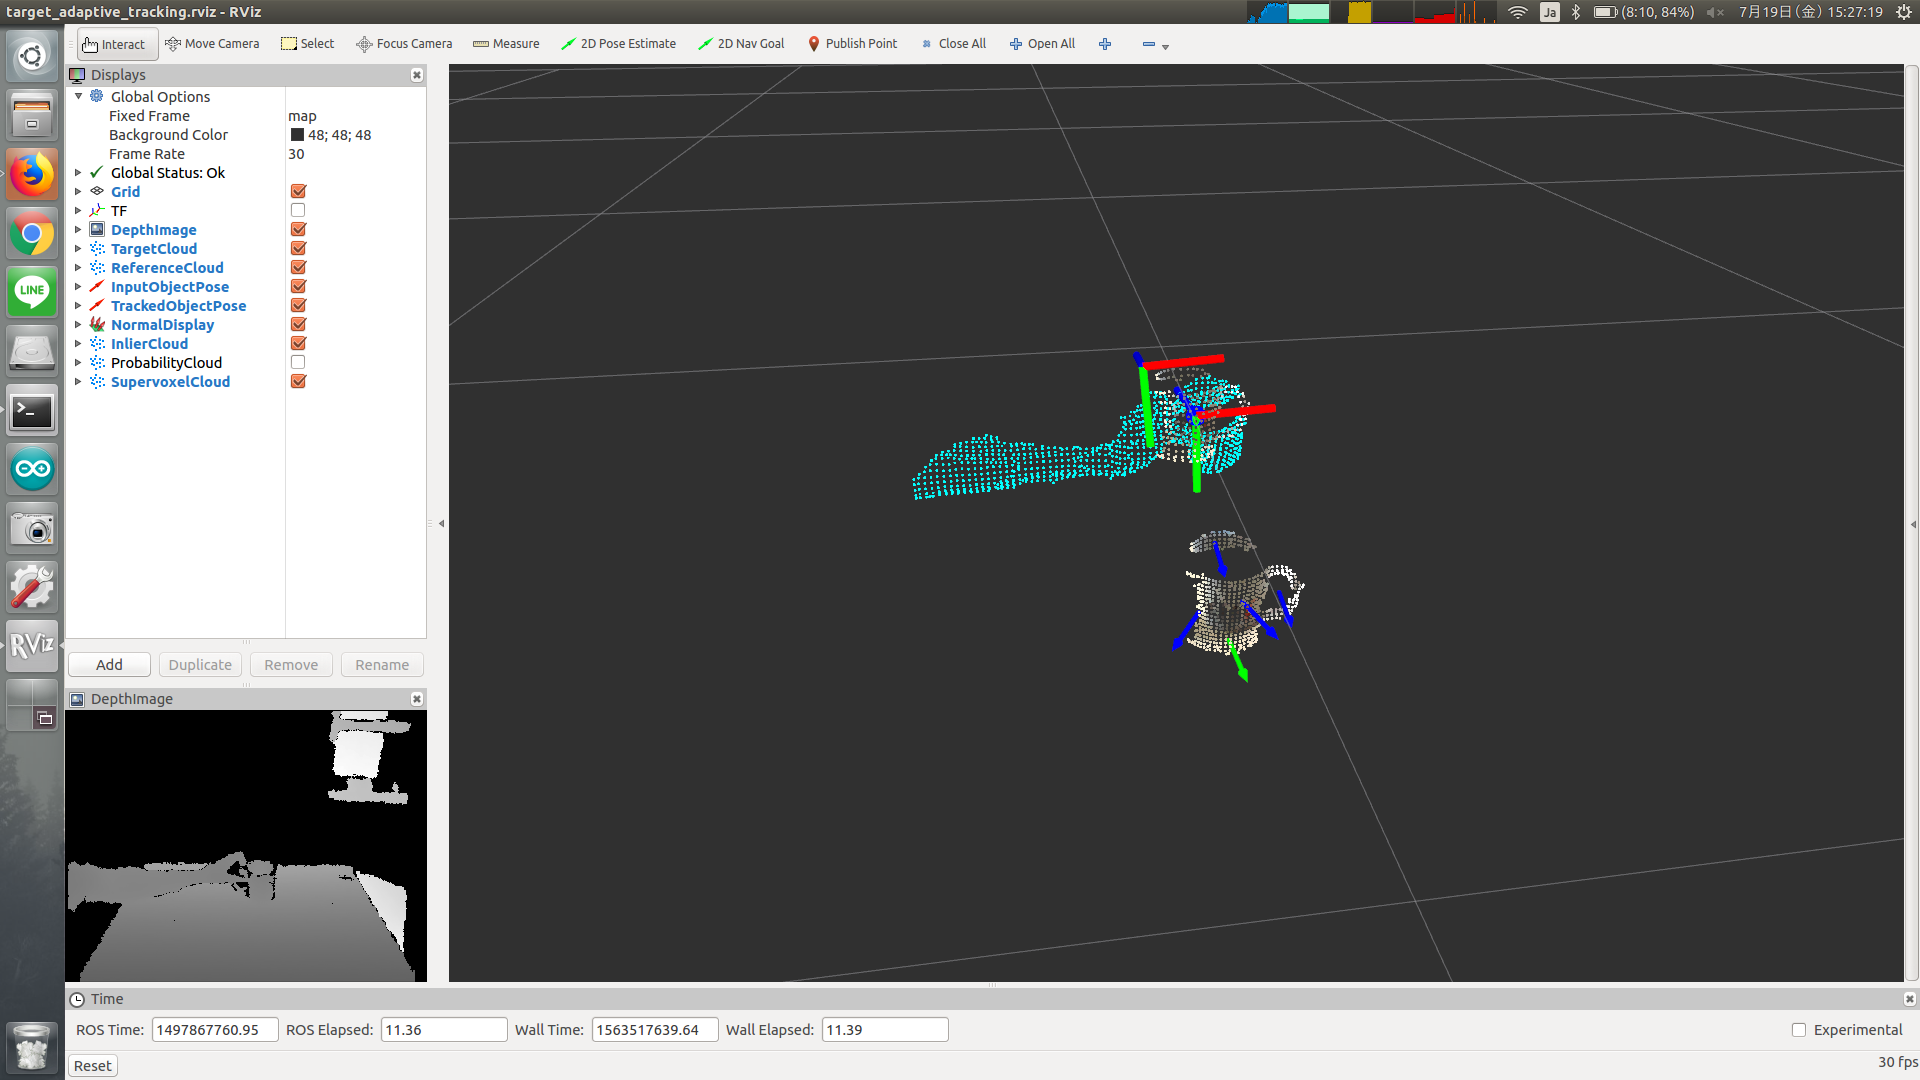 target_adaptive_tracking.rviz - RViz
Ja
(8:10, 84%)
7月19日(金) 15:27:19
Interact
Move Camera
Select
Focus Camera
Measure
2D Pose Estimate
2D Nav Goal
Publish Point
Close All
Open All
Displays
Global Options
Fixed Frame map
Background Color 48; 48; 48
Frame Rate 30
Global Status: Ok
Grid
TF
DepthImage
TargetCloud
ReferenceCloud
InputObjectPose
TrackedObjectPose
NormalDisplay
InlierCloud
ProbabilityCloud
SupervoxelCloud
LINE
RViz
Add
Duplicate
Remove
Rename
DepthImage
Time
ROS Time: 1497867760.95 ROS Elapsed: 11.36 Wall Time: 1563517639.64 Wall Elapsed: 11.39
Experimental
Reset
30 fps